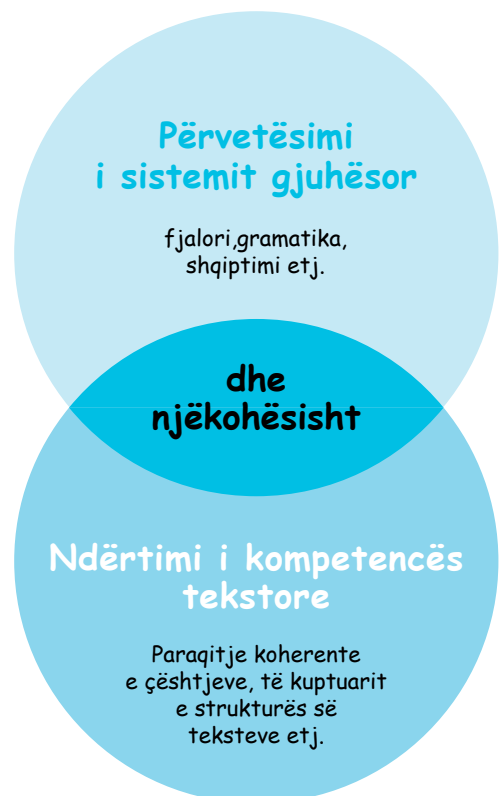 Përvetësimi
i sistemit gjuhësor
fjalori,gramatika,
shqiptimi etj.
dhe
njëkohësisht
Ndërtimi i kompetencës
tekstore
Paraqitje koherente
e çështjeve, të kuptuarit
e strukturës së
teksteve etj.